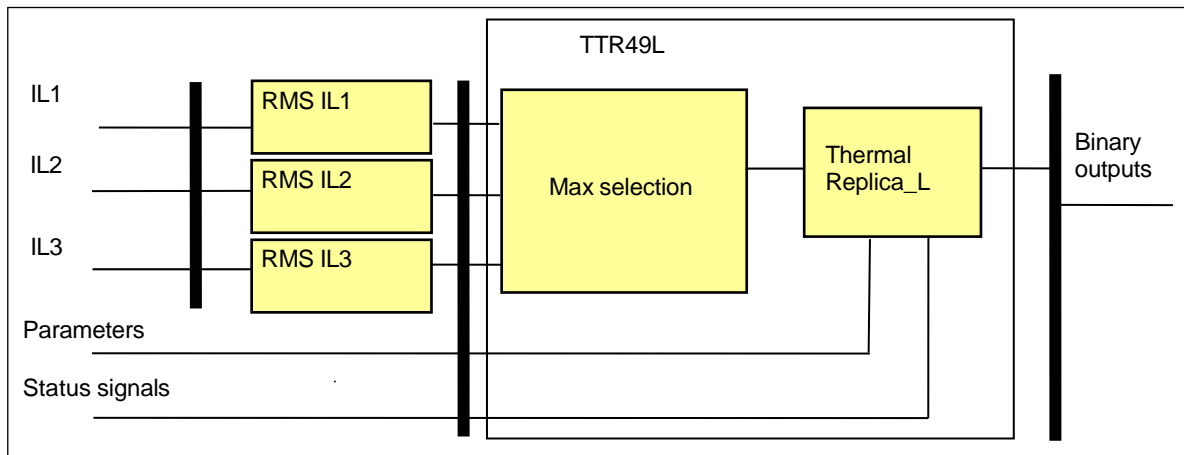 TTR49L
IL1
RMS IL1
IL2
RMS IL2
IL3
RMS IL3
Max selection
Thermal
Replica_L
Binary
outputs
Parameters
Status signals